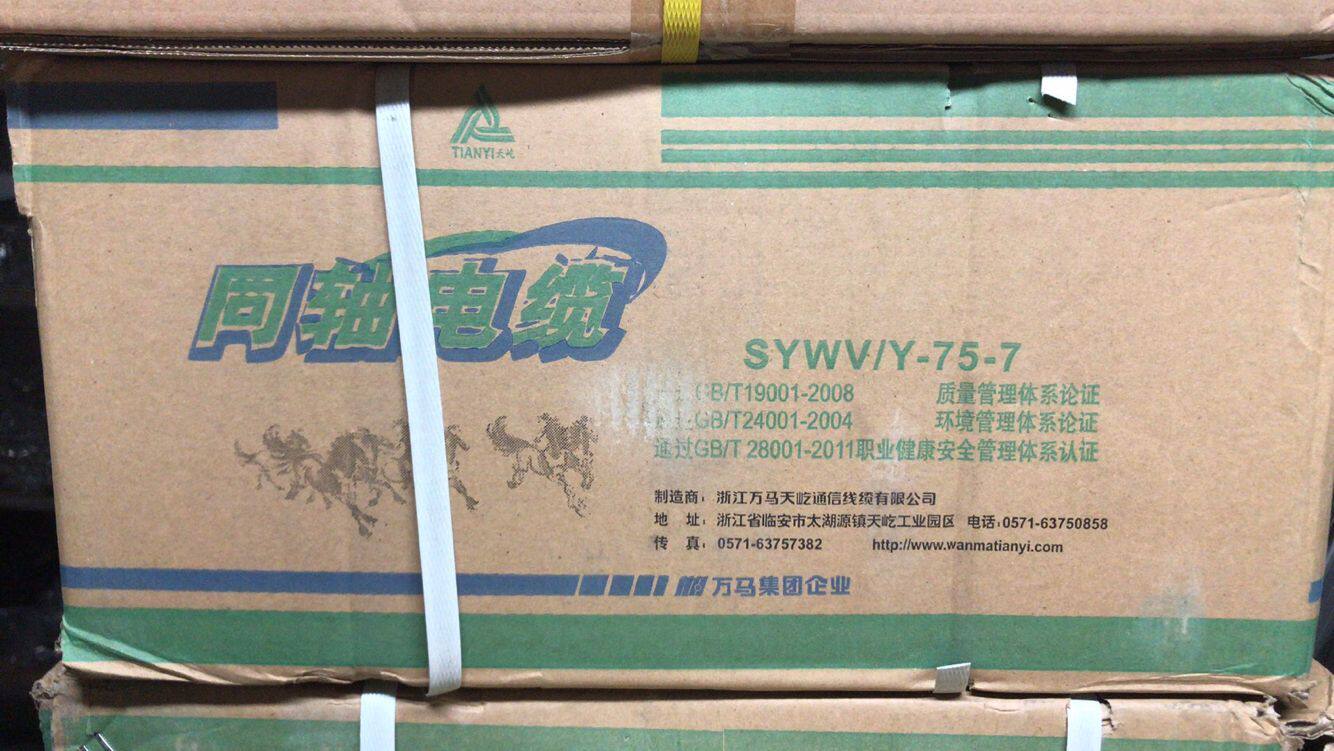 TIANYI天屹
同轴电缆
SYWV/Y-75-7
GB/T19001-2008 质量管理体系论证
GB/T24001-2004 环境管理体系论证
通过GB/T 28001-2011职业健康安全管理体系认证
制造商：浙江万马天屹通信线缆有限公司
地 址：浙江省临安市太湖源镇天屹工业园区 电话：0571-63750858
传 真：0571-63757382 http://www.wanmatianyi.com
万马集团企业